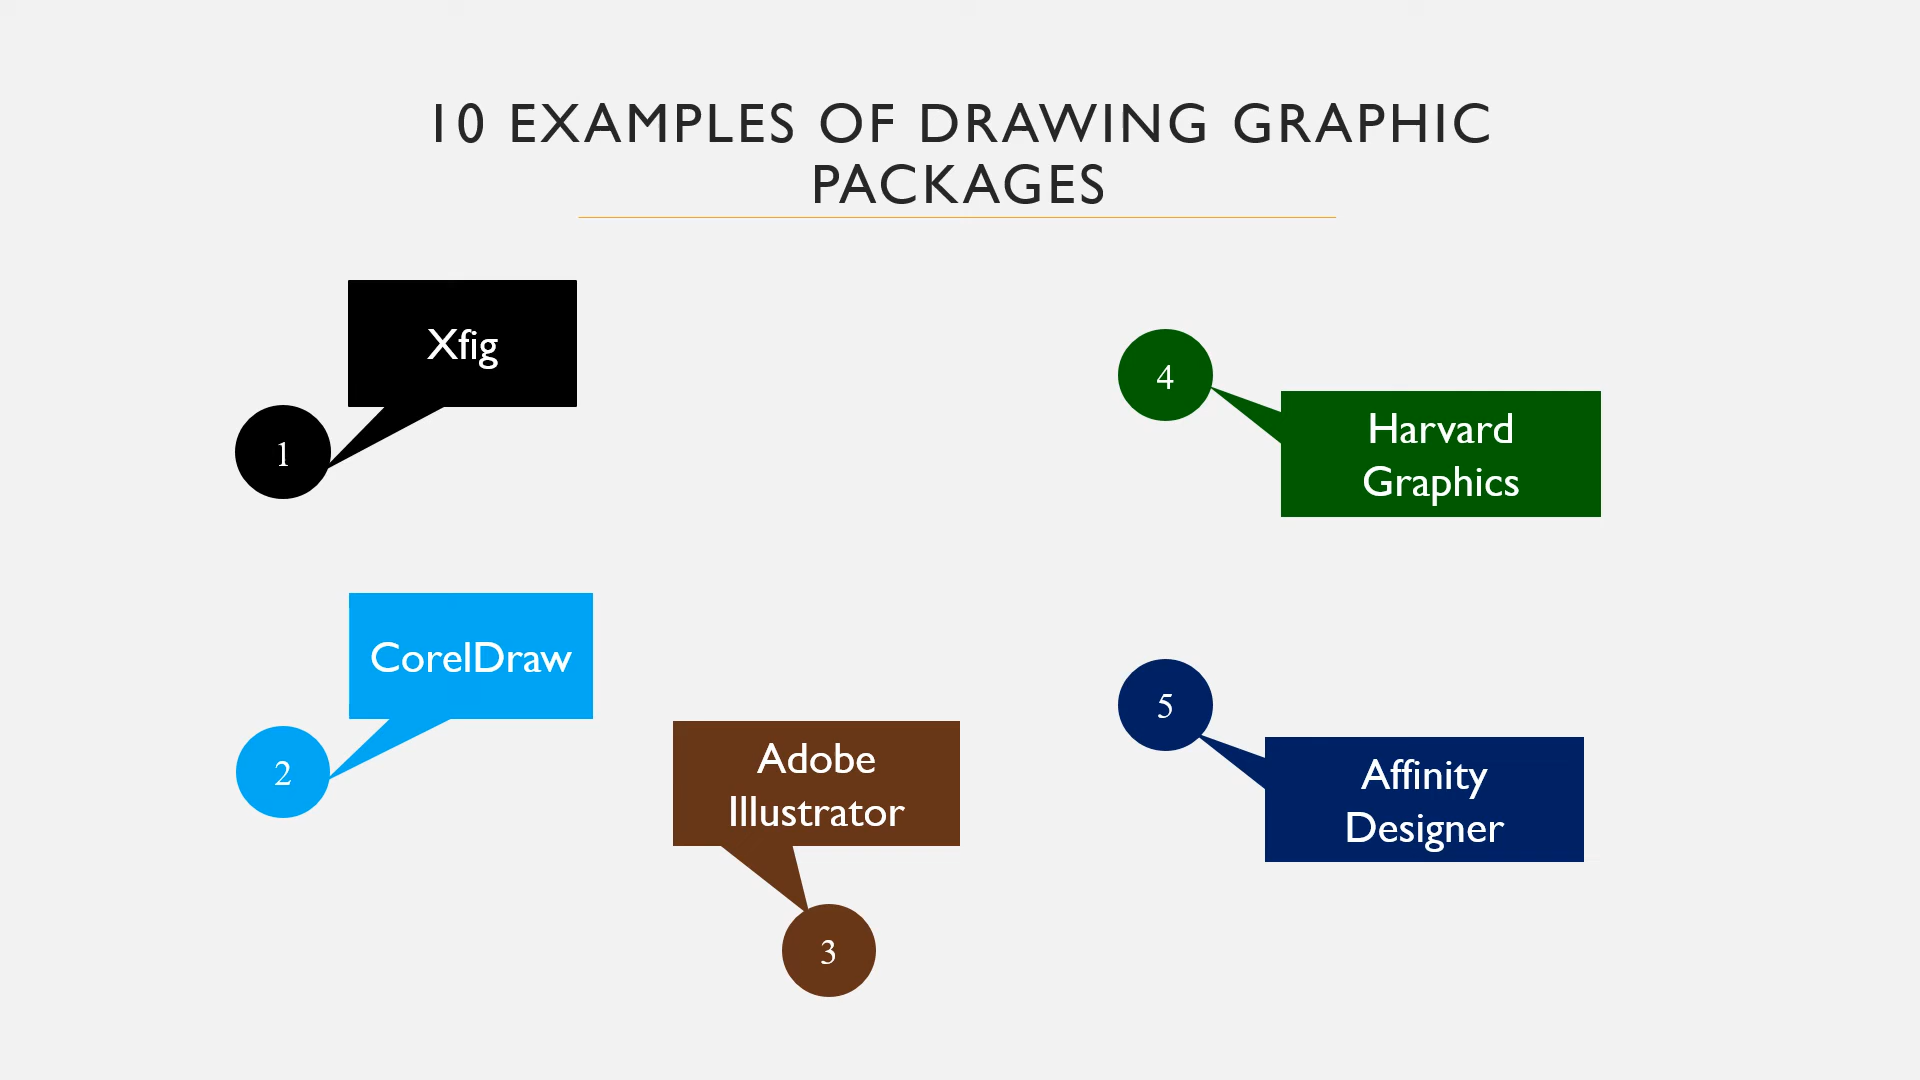 10 EXAMPLES OF DRAWING GRAPHIC
PACKAGES
Xfig
1
CorelDraw
2
Adobe
Illustrator
3
4
Harvard
Graphics
5
Affinity
Designer